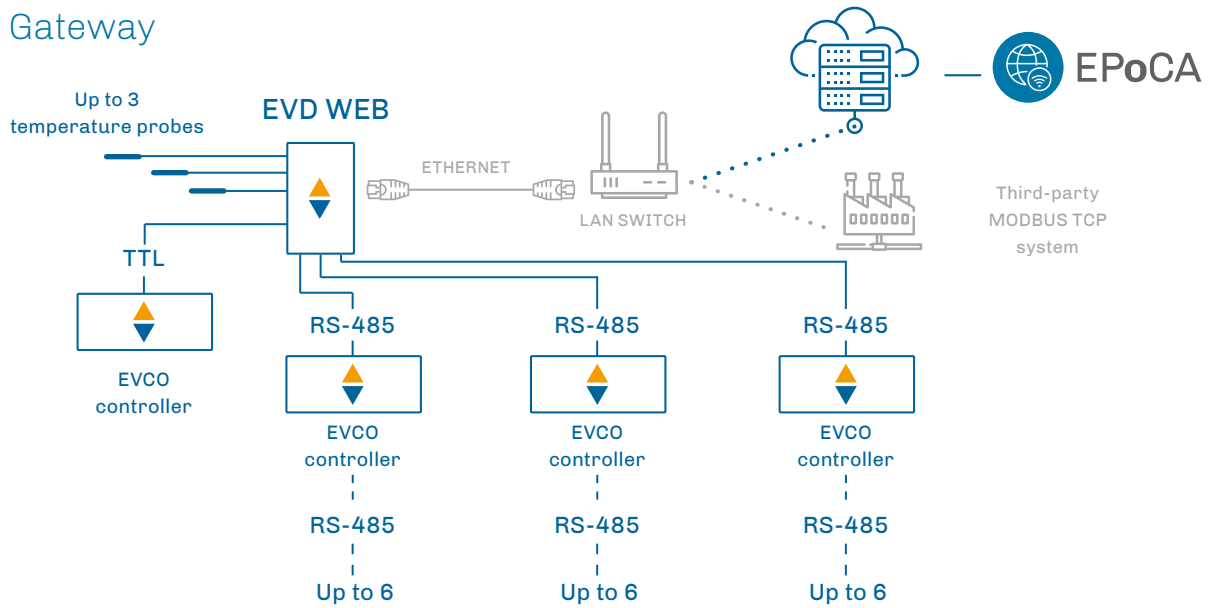 Gateway
Up to 3
temperature probes
EVD WEB
ETHERNET
LAN SWITCH
EPoCA
Third-party
MODBUS TCP
system
TTL
EVCO
controller
RS-485
RS-485
RS-485
EVCO
controller
EVCO
controller
EVCO
controller
RS-485
RS-485
RS-485
Up to 6
Up to 6
Up to 6